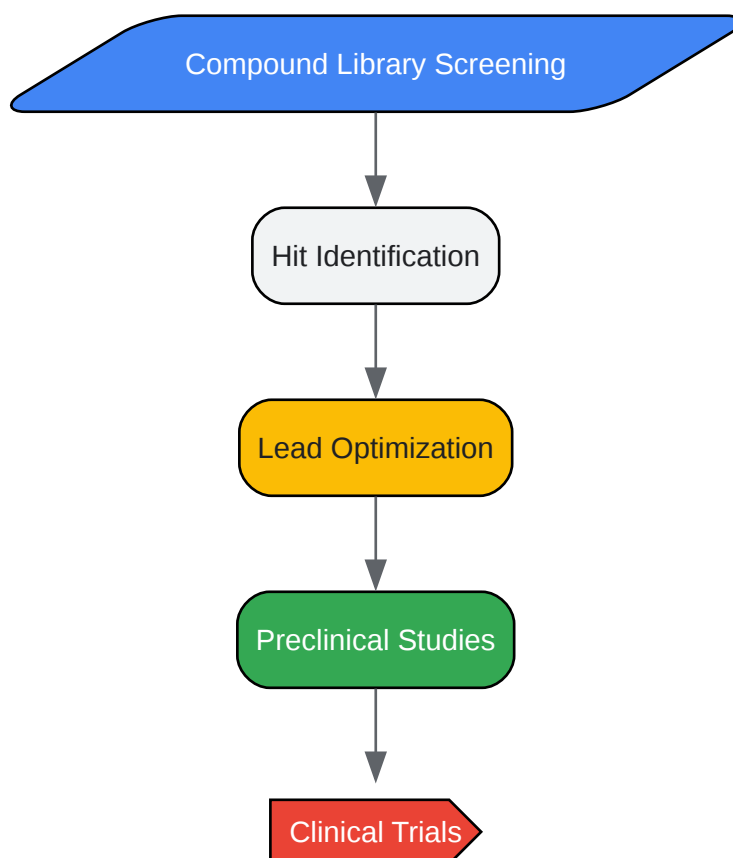 Compound Library Screening
Hit Identification
Lead Optimization
Preclinical Studies
Clinical Trials